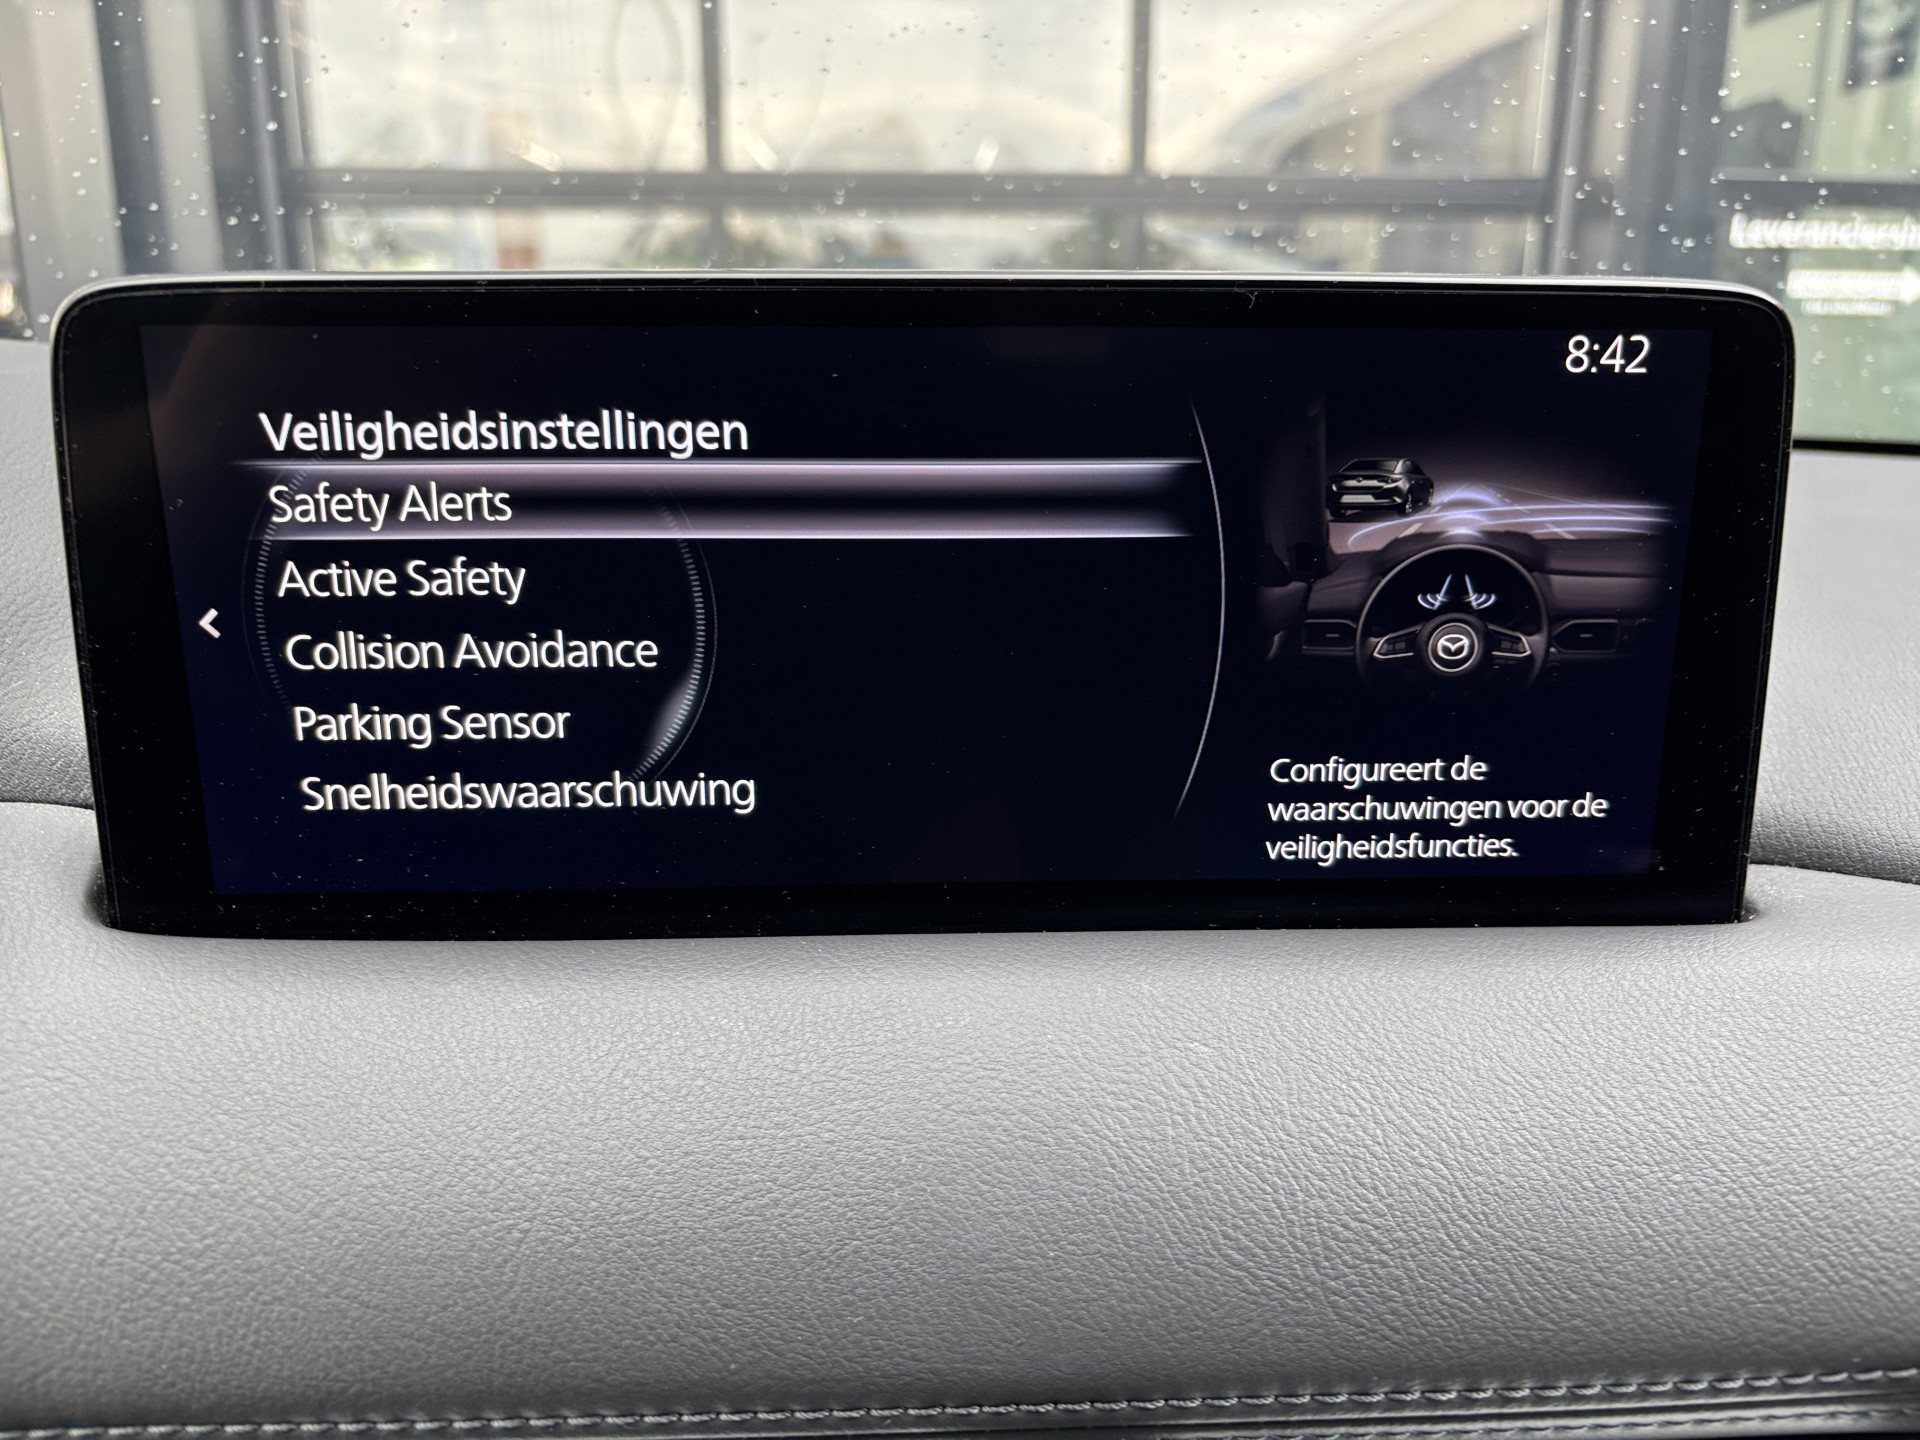 8:42
Veiligheidsinstellingen
Safety Alerts
Active Safety
Collision Avoidance
Parking Sensor
Snelheidswaarschuwing
Configureert de
waarschuwingen voor de
veiligheidsfuncties.